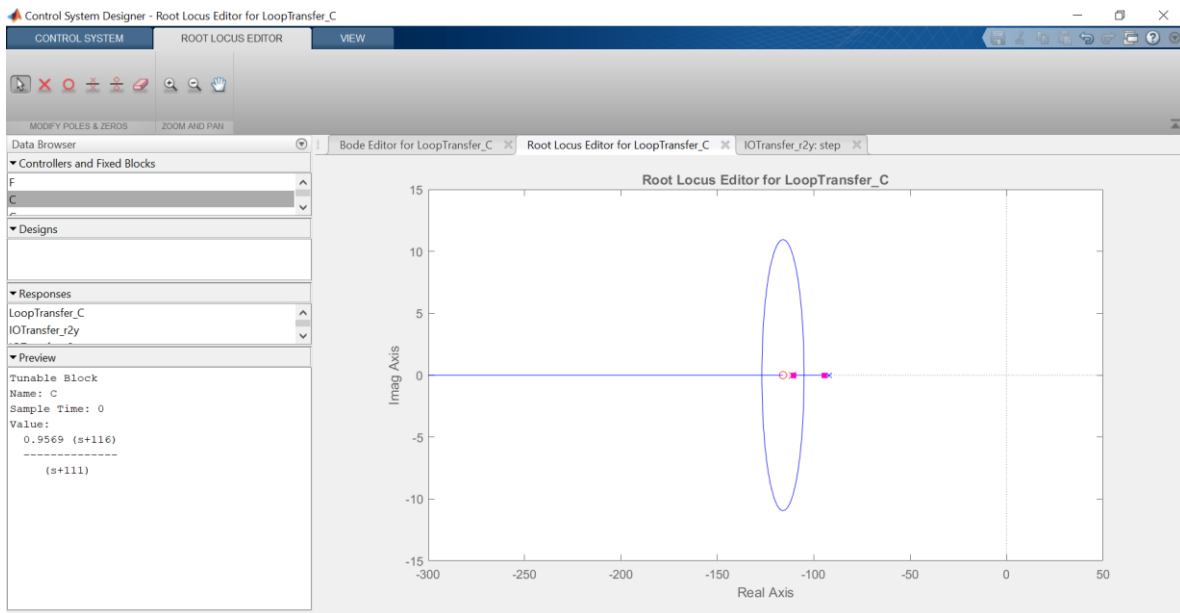 Control System Designer - Root Locus Editor for LoopTransfer_C
CONTROL SYSTEM
ROOT LOCUS EDITOR
VIEW
MODIFY POLES & ZEROS
ZOOM AND PAN
Data Browser
Controllers and Fixed Blocks
F
C
Designs
Responses
LoopTransfer_C
IOTransfer_r2y
Preview
Tunable Block
Name: C
Sample Time: 0
Value:
0.9569 (s+116)
--------------
(s+111)
Bode Editor for LoopTransfer_C
Root Locus Editor for LoopTransfer_C
IOTransfer_r2y: step
Root Locus Editor for LoopTransfer_C
Imag Axis
15
10
5
0
-5
-10
-15
-300 -250 -200 -150 -100 -50 0 50
Real Axis